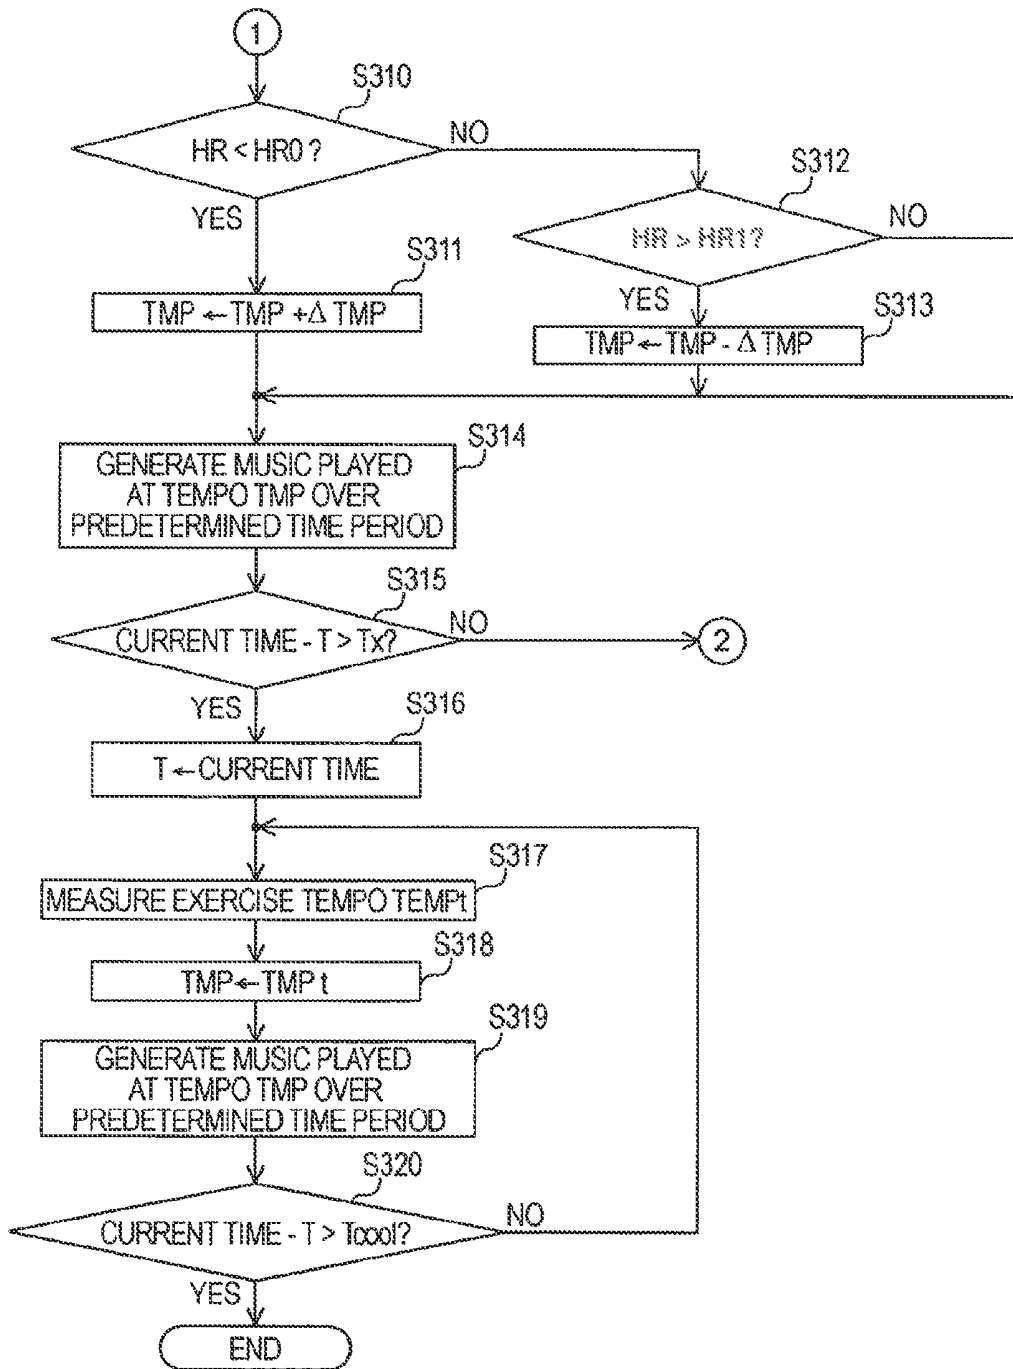 1
S310
HR < HR0 ?
NO
YES
S312
HR > HR1?
NO
YES
S311
TMP ← TMP + Δ TMP
S313
TMP ← TMP - Δ TMP
S314
GENERATE MUSIC PLAYED
AT TEMPO TMP OVER
PREDETERMINED TIME PERIOD
S315
CURRENT TIME - T > Tx?
NO
2
YES
S316
T ← CURRENT TIME
S317
MEASURE EXERCISE TEMPO TEMPt
S318
TMP ← TMP t
S319
GENERATE MUSIC PLAYED
AT TEMPO TMP OVER
PREDETERMINED TIME PERIOD
S320
CURRENT TIME - T > Tcool?
NO
YES
END